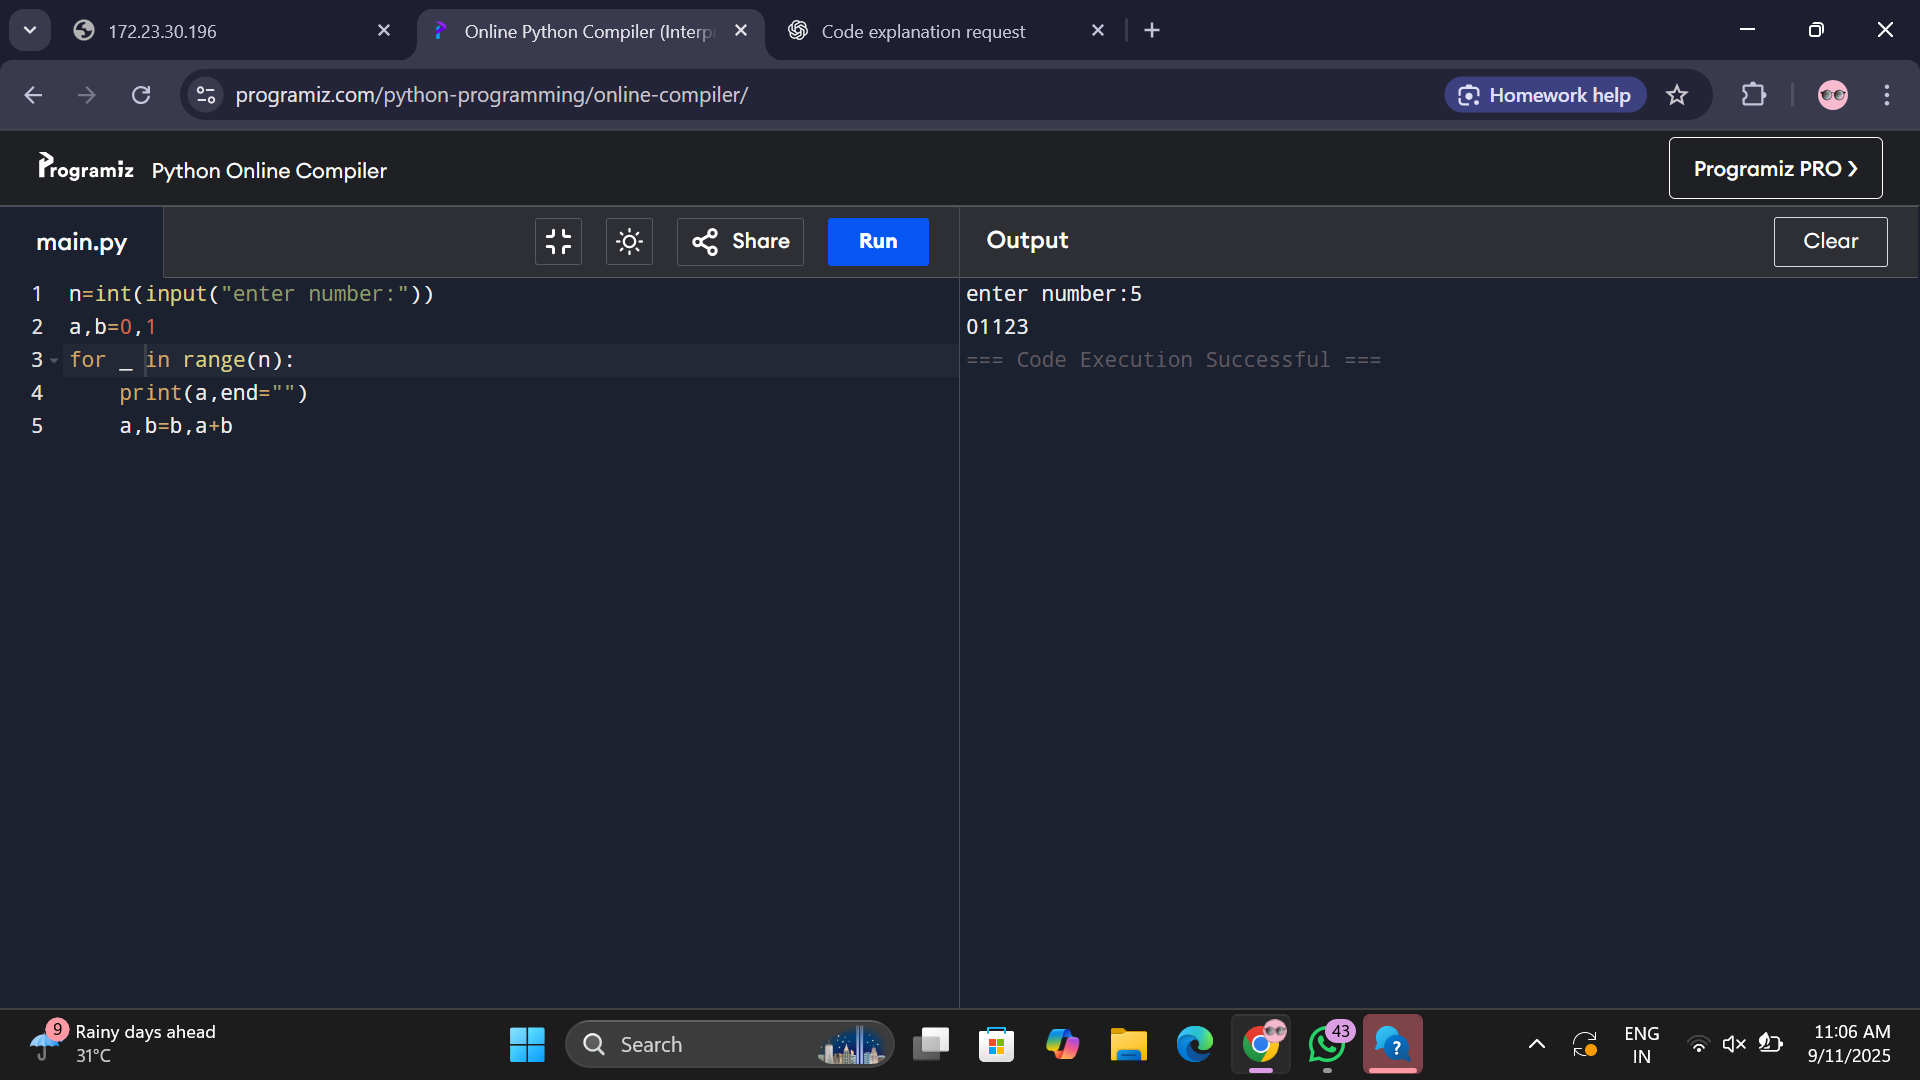 172.23.30.196
Online Python Compiler (Interp
Code explanation request
programiz.com/python-programming/online-compiler/
Homework help
Programiz Python Online Compiler
Programiz PRO ❯
main.py
Share
Run
Output
Clear
1 n=int(input("enter number:"))
2 a,b=0,1
3 for _ in range(n):
4     print(a,end="")
5     a,b=b,a+b
enter number:5
01123
=== Code Execution Successful ===
9
Rainy days ahead
31°C
Search
43
?
ENG
IN
11:06 AM
9/11/2025